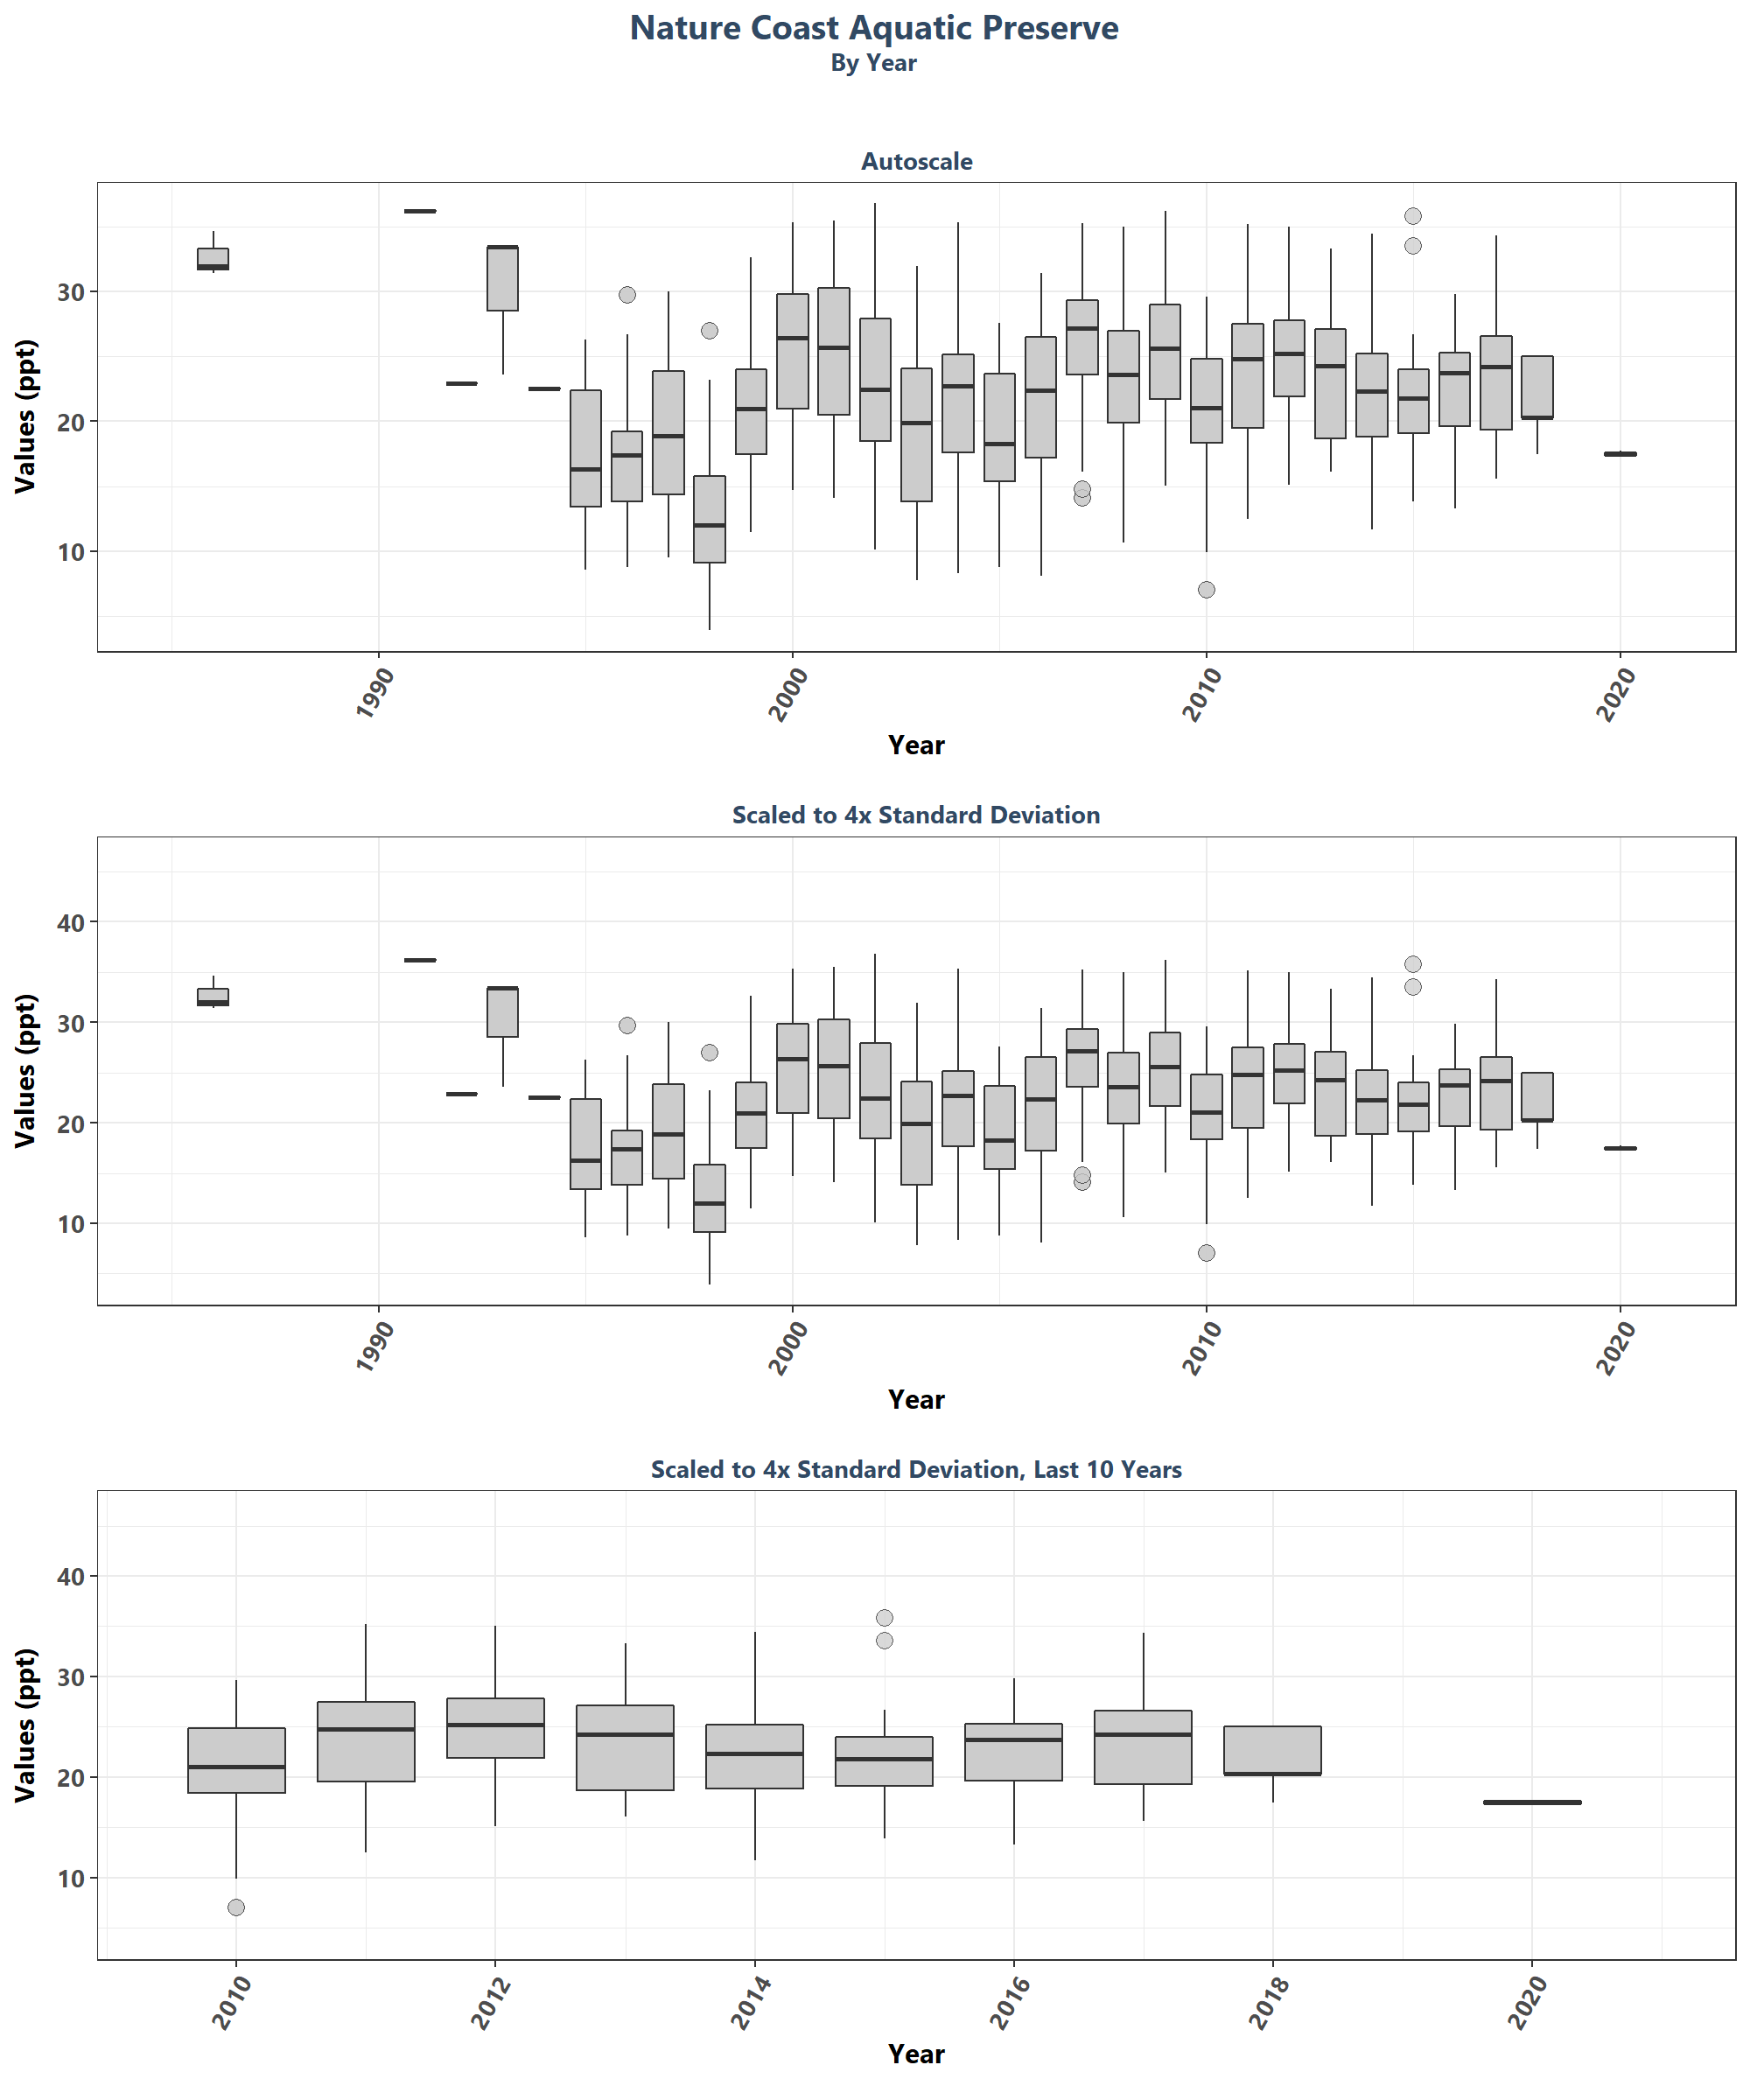 Nature Coast Aquatic Preserve
By Year
Autoscale
Values (ppt)
30
20
10
1990 2000 2010 2020
Year
Scaled to 4x Standard Deviation
Values (ppt)
40
30
20
10
1990 2000 2010 2020
Year
Scaled to 4x Standard Deviation, Last 10 Years
Values (ppt)
40
30
20
10
2010 2012 2014 2016 2018 2020
Year